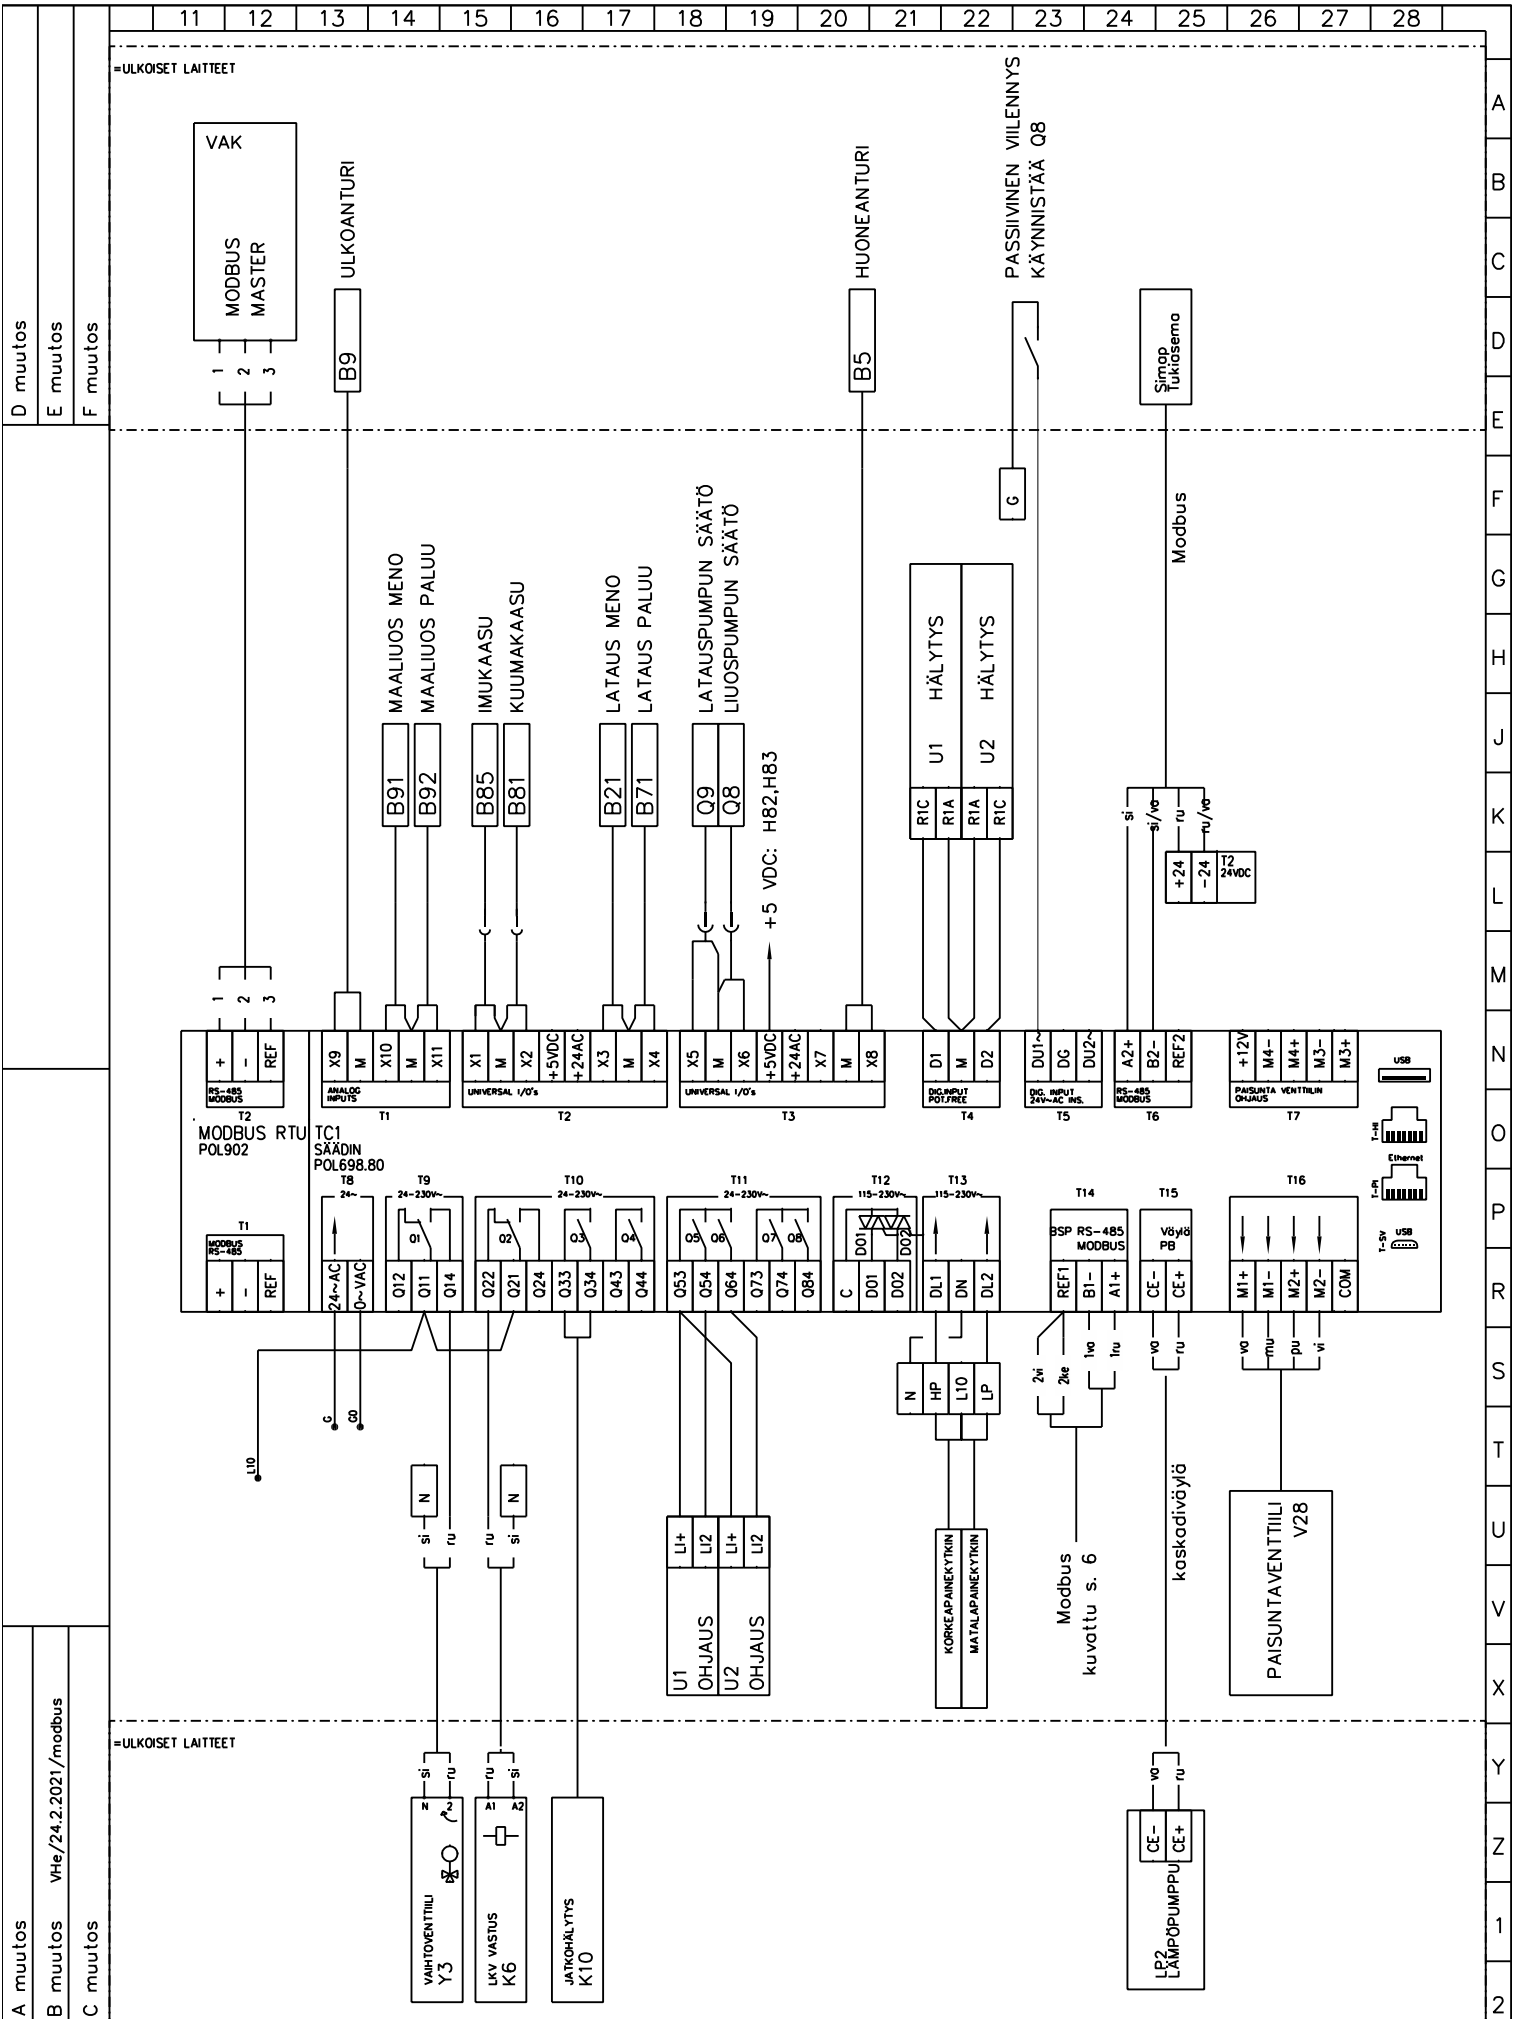 11 12 13 14 15 16 17 18 19 20 21 22 23 24 25 26 27 28
D muutos
E muutos
F muutos
=ULKOISET LAITTEET
VAK
MODBUS
MASTER
1
2
3
B9
ULKOANTURI
B5
HUONEANTURI
PASSIIVINEN VIILENNYS
KÄYNNISTÄÄ Q8
Simap
Tukiasema
A
B
C
D
E
F
G
H
J
K
L
M
N
O
P
R
S
T
U
V
X
Y
Z
1
2
G
Modbus
B91
MAALIUOS MENO
B92
MAALIUOS PALUU
B85
IMUKAASU
B81
KUUMAKAASU
B21
LATAUS MENO
B71
LATAUS PALUU
Q9
LATAUSPUMPUN SÄÄTÖ
Q8
LIUOSPUMPUN SÄÄTÖ
+5 VDC: H82,H83
U1 HÄLYTYS
U2 HÄLYTYS
R1C
R1A
R1A
R1C
si
si/va
ru
ru/va
+24
-24
T2
24VDC
1
2
3
+
-
REF
RS-485
MODBUS
T2
X9
M
X10
M
X11
ANALOG
INPUTS
T1
X1
M
X2
+5VDC
+24AC
X3
M
X4
UNIVERSAL I/O's
T2
X5
M
X6
+5VDC
+24AC
X7
M
X8
UNIVERSAL I/O's
T3
D1
M
D2
DIG.INPUT
POT.FREE
T4
DU1~
DG
DU2~
DIG. INPUT
24V~AC INS.
T5
A2+
B2-
REF2
RS-485
MODBUS
T6
+12V
M4-
M4+
M3-
M3+
PAISUNTA VENTTIILIN
OHJAUS
T7
USB
T-HI
Ethernet
T-PI
T-SV
USB
MODBUS RTU
POL902
TC1
SÄÄDIN
POL698.80
T1
MODBUS
RS-485
+
-
REF
T8
24~
24~AC
0~VAC
T9
24-230V~
Q1
Q12
Q11
Q14
T10
24-230V~
Q2
Q3
Q4
Q22
Q21
Q24
Q33
Q34
Q43
Q44
T11
24-230V~
Q5
Q6
Q7
Q8
Q53
Q54
Q64
Q73
Q74
Q84
T12
115-230V~
DO1
DO2
C
DO1
DO2
T13
115-230V~
DL1
DN
DL2
T14
BSP RS-485
MODBUS
REF1
B1-
A1+
T15
Väylä
PB
CE-
CE+
T16
M1+
M1-
M2+
M2-
COM
L10
G
G0
N
si
ru
ru
N
si
LI+
LI2
LI+
LI2
U1
OHJAUS
U2
OHJAUS
N
HP
L10
LP
KORKEAPAINEKYTKIN
MATALAPAINEKYTKIN
2vi
2ke
1va
1ru
Modbus
kuvattu s. 6
va
ru
kaskadiväylä
va
mu
pu
vi
PAISUNTAVENTTIILI
V28
=ULKOISET LAITTEET
si
ru
N
2
VAIHTOVENTTIILI
Y3
ru
si
A1
A2
LKV VASTUS
K6
JATKOHÄLYTYS
K10
va
ru
CE-
CE+
LP2
LÄMPÖPUMPPU
A muutos
B muutos VHe/24.2.2021/modbus
C muutos